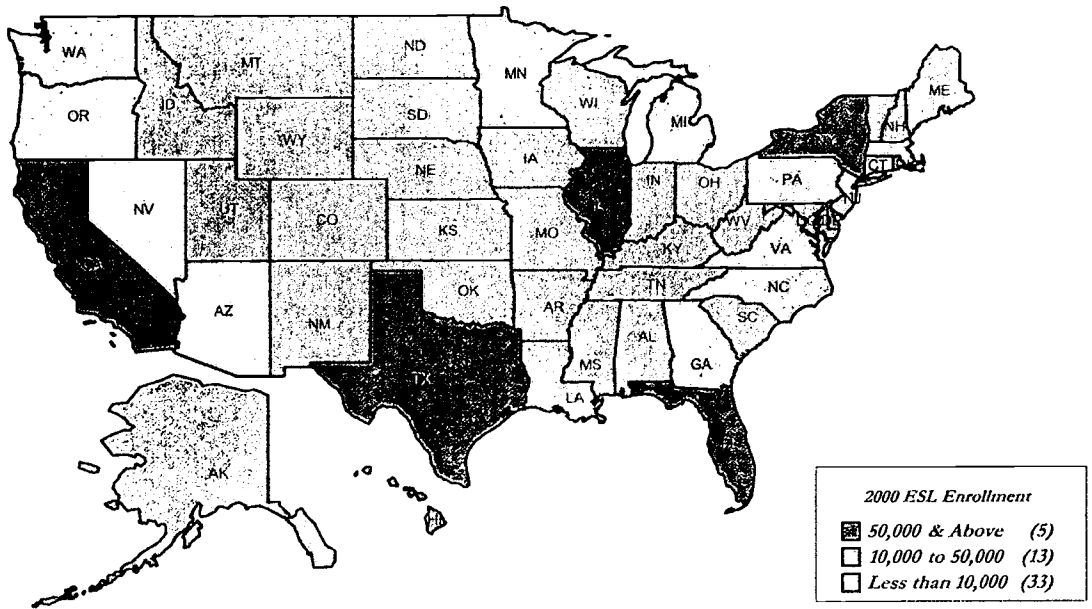 WA
MT
ND
MN
ME
OR
ID
SD
WI
MI
NH
WY
IA
NE
PA
CT
NV
UT
CO
IN
OH
NJ
KS
MO
WV
KY
VA
AZ
NM
OK
AR
TN
NC
SC
TX
MS
AL
GA
LA
AK
HI
2000 ESL Enrollment
50,000 & Above (5)
10,000 to 50,000 (13)
Less than 10,000 (33)